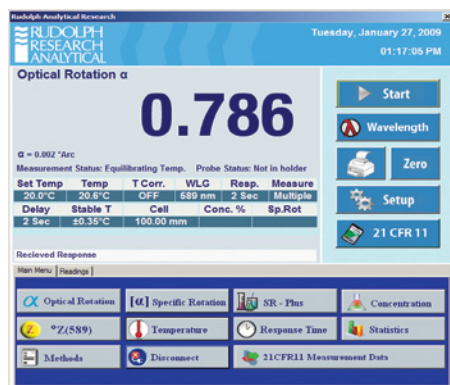 Rudolph Analytical Research
RUDOLPH
RESEARCH
ANALYTICAL
Tuesday, January 27, 2009
01:17:05 PM
Optical Rotation α
0.786
α = 0.002 °Arc
Measurement Status: Equilibrating Temp. Probe Status: Not in holder
Set Temp Temp T Corr. WLG Resp. Measure
20.0°C 20.6°C OFF 589 nm 2 Sec Multiple
Delay Stable T Cell Conc. % Sp.Rot
2 Sec ±0.35°C 100.00 mm
Recieved Response
Start
Wavelength
Zero
Setup
21 CFR 11
Main Menu Readings
α Optical Rotation [α] Specific Rotation SR - Plus Concentration
Z °Z(589) Temperature Response Time Statistics
Methods Disconnect 21CFR11 Measurement Data